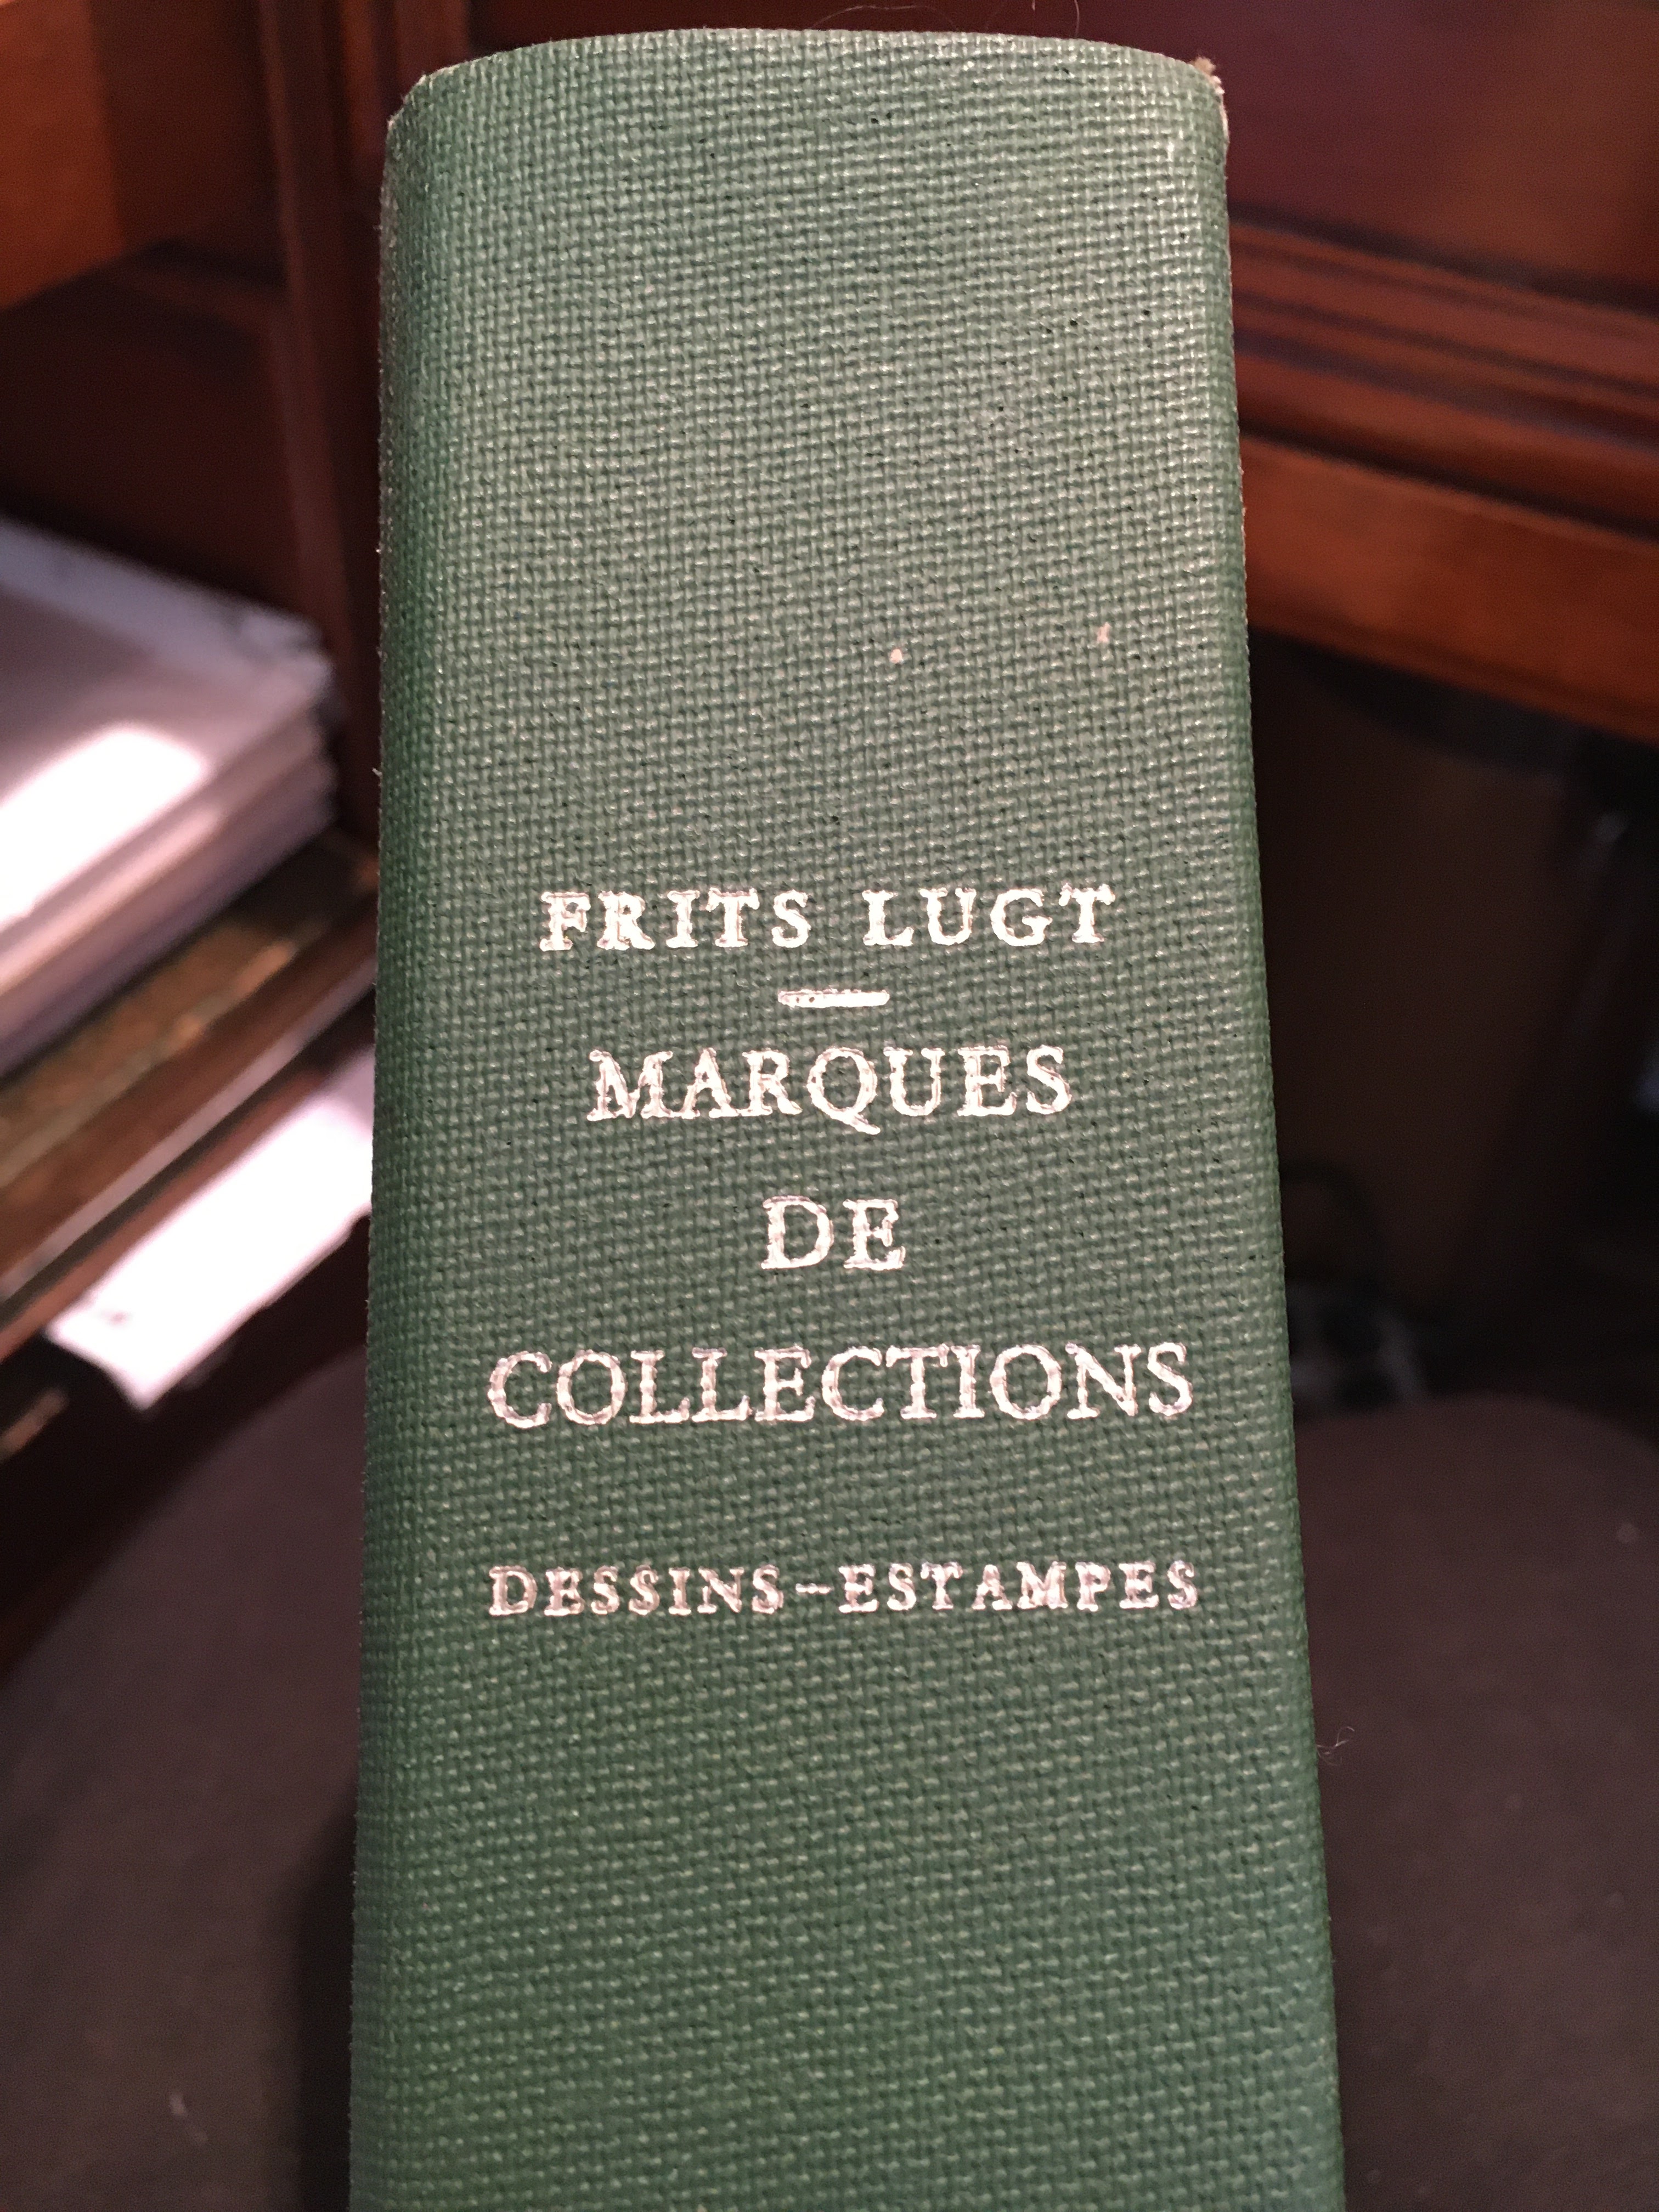 FRITS LUGT
MARQUES
DE
COLLECTIONS
DESSINS-ESTAMPES